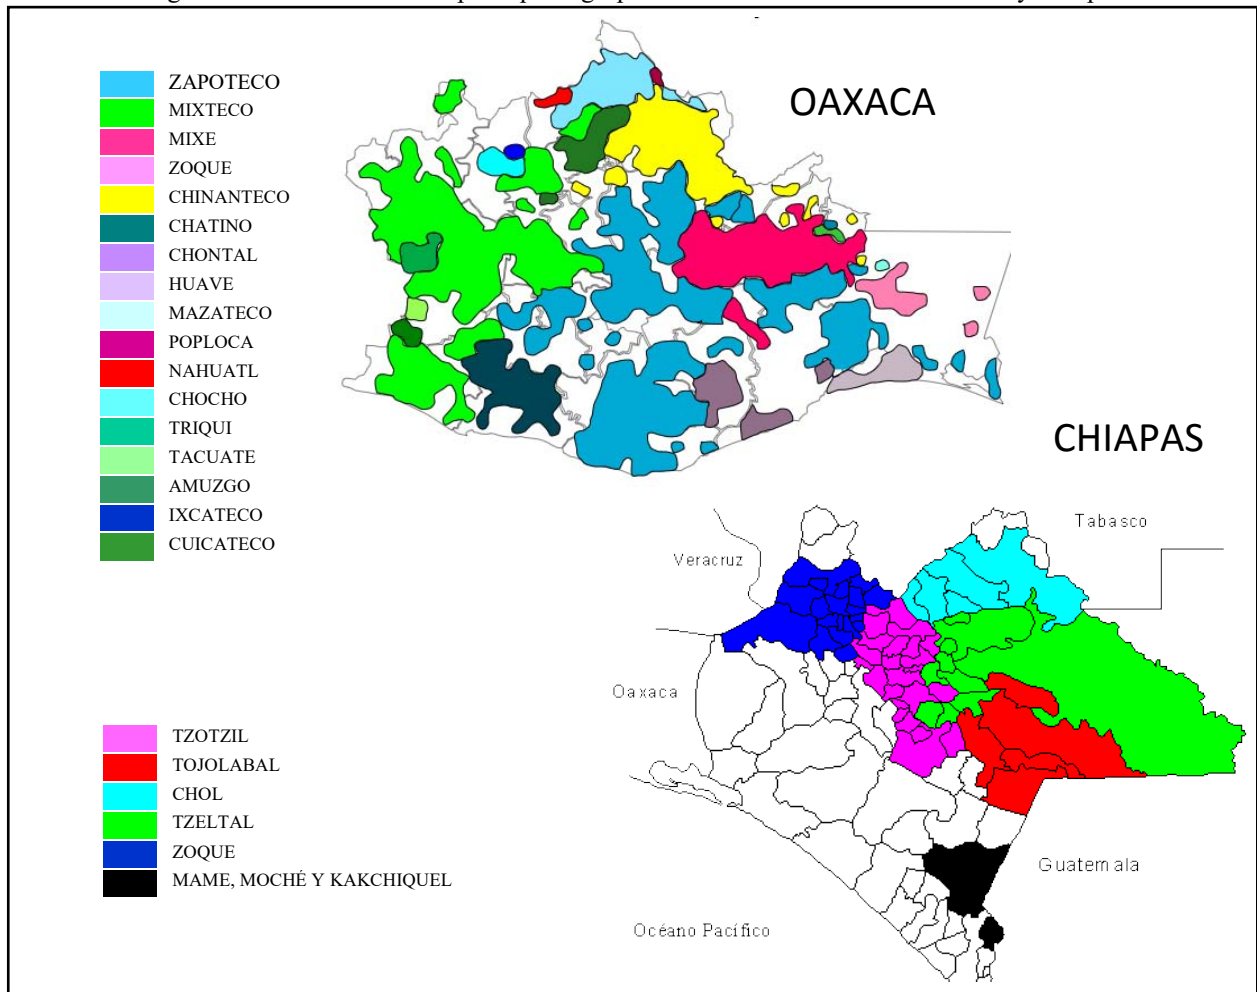 OAXACA
ZAPOTECO
MIXTECO
MIXE
ZOQUE
CHINANTECO
CHATINO
CHONTAL
HUAVE
MAZATECO
POPLOCA
NAHUATL
CHOCHO
TRIQUI
TACUATE
AMUZGO
IXCATECO
CUICATECO
CHIAPAS
Tabasco
Veracruz
Oaxaca
Guatemala
Océano Pacífico
TZOTZIL
TOJOLABAL
CHOL
TZELTAL
ZOQUE
MAME, MOCHÉ Y KAKCHIQUEL